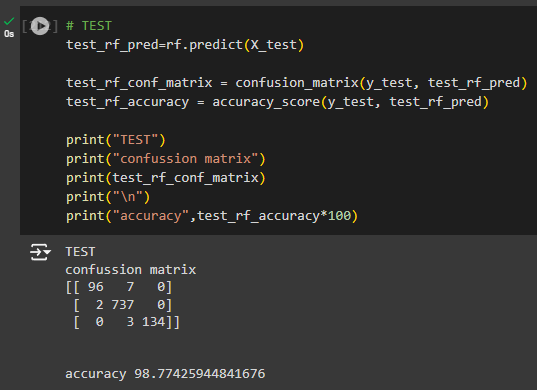 # TEST
test_rf_pred=rf.predict(X_test)
test_rf_conf_matrix = confusion_matrix(y_test, test_rf_pred)
test_rf_accuracy = accuracy_score(y_test, test_rf_pred)
print("TEST")
print("confussion matrix")
print(test_rf_conf_matrix)
print("\n")
print("accuracy",test_rf_accuracy*100)
0s
TEST
confussion matrix
[[ 96   7   0]
 [  2 737   0]
 [  0   3 134]]
accuracy 98.77425944841676